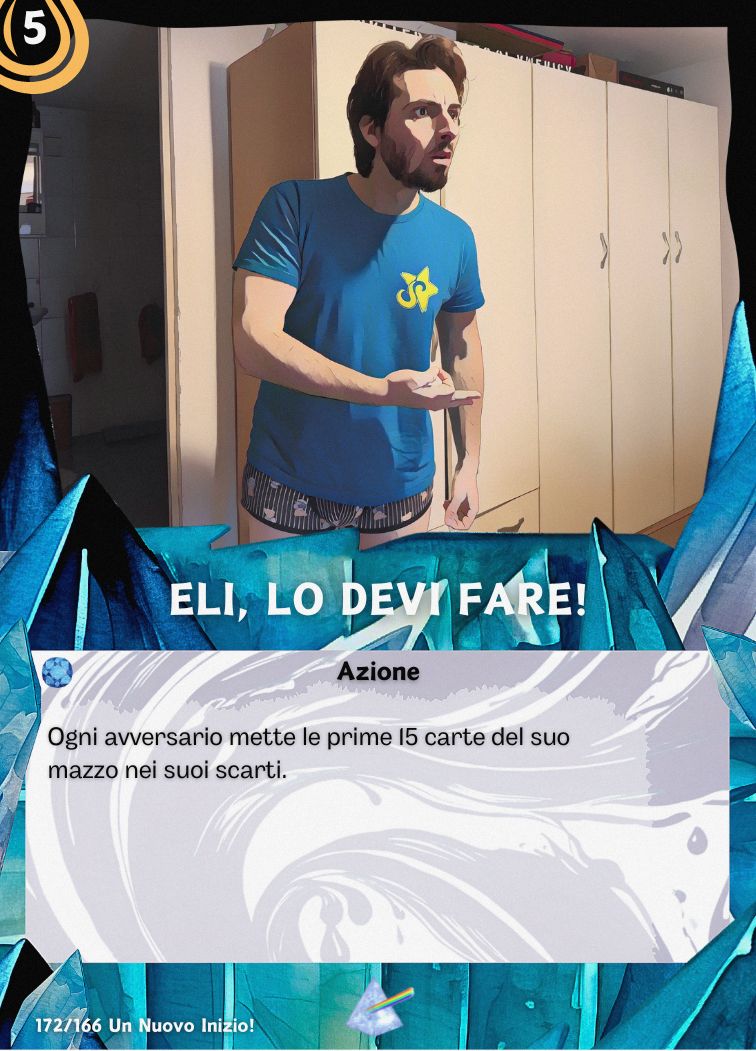 5
JP
ELI, LO DEVI FARE!
Azione
Ogni avversario mette le prime 15 carte del suo
mazzo nei suoi scarti.
172/166 Un Nuovo Inizio!